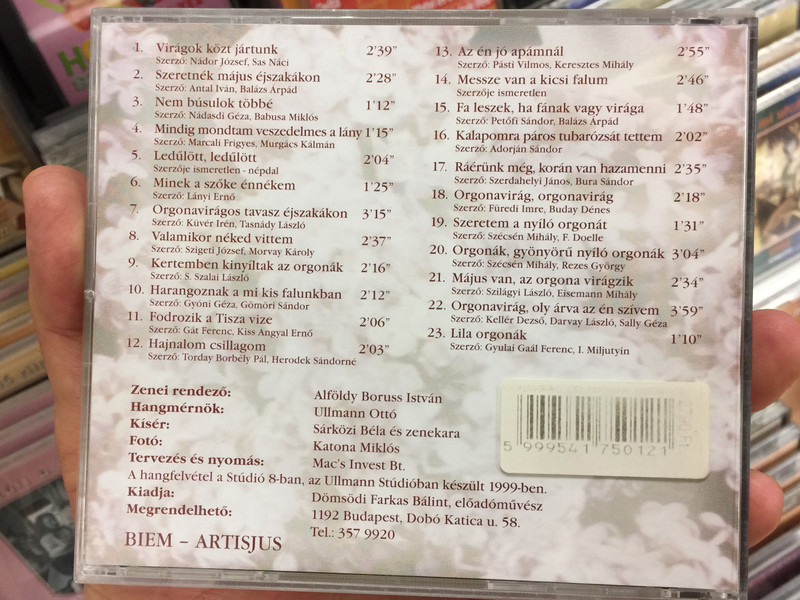 1. Virágok közt jártunk 2'39"
Szerző: Nádor József, Sas Náci
2. Szeretnék május éjszakákon 2'28"
Szerző: Antal Iván, Balázs Árpád
3. Nem búsulok többé 1'12"
Szerző: Nádasdi Géza, Babusa Miklós
4. Mindig mondtam veszedelmes a lány 1'15"
Szerző: Marcali Frigyes, Murgács Kálmán
5. Ledűlött, ledűlött 2'04"
Szerzője ismeretlen - népdal
6. Minek a szőke énnékem 1'25"
Szerző: Lányi Ernő
7. Orgonavirágos tavasz éjszakákon 3'15"
Szerző: Kúvér Irén, Tasnády László
8. Valamikor néked vittem 2'37"
Szerző: Szigeti József, Morvay Károly
9. Kertemben kinyíltak az orgonák 2'16"
Szerző: S. Szalai László
10. Harangoznak a mi kis falunkban 2'12"
Szerző: Gyóni Géza, Gömöri Sándor
11. Fodrozik a Tisza vize 2'06"
Szerző: Gát Ferenc, Kiss Angyal Ernő
12. Hajnalom csillagom 2'03"
Szerző: Torday Borbély Pál, Herodek Sándorné
13. Az én jó apámnál 2'55"
Szerző: Pásti Vilmos, Keresztes Mihály
14. Messze van a kicsi falum 2'46"
Szerzője ismeretlen
15. Fa leszek, ha fának vagy virága 1'48"
Szerző: Petőfi Sándor, Balázs Árpád
16. Kalapomra páros tubarózsát tettem 2'02"
Szerző: Adorján Sándor
17. Ráérünk még, korán van hazamenni 2'35"
Szerző: Szerdahelyi János, Bura Sándor
18. Orgonavirág, orgonavirág 2'18"
Szerző: Füredi Imre, Buday Dénes
19. Szeretem a nyíló orgonát 1'31"
Szerző: Szécsén Mihály, F. Doelle
20. Orgonák, gyönyörű nyíló orgonák 3'04"
Szerző: Szécsén Mihály, Rezes György
21. Május van, az orgona virágzik 2'34"
Szerző: Szilágyi László, Eisemann Mihály
22. Orgonavirág, oly árva az én szívem 3'59"
Szerző: Kellér Dezső, Darvay László, Sally Géza
23. Lila orgonák 1'10"
Szerző: Gyulai Gaál Ferenc, I. Miljutyin
Zenei rendező: Alföldy Boruss István
Hangmérnök: Ullmann Ottó
Kísér: Sárközi Béla és zenekara
Fotó: Katona Miklós
Tervezés és nyomás: Mac's Invest Bt.
A hangfelvétel a Stúdió 8-ban, az Ullmann Stúdióban készült 1999-ben.
Kiadja: Dömsödi Farkas Bálint, előadóművész
Megrendelhető: 1192 Budapest, Dobó Katica u. 58.
Tel.: 357 9920
BIEM – ARTISJUS
5 999541 750121